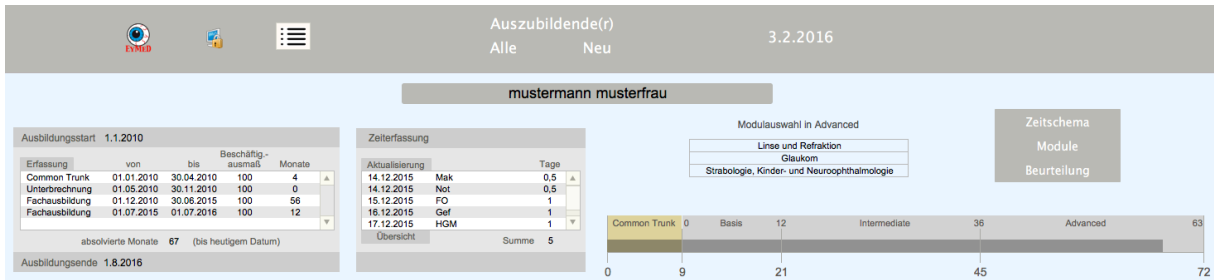 EYMED
Auszubildende(r)
Alle Neu
3.2.2016
mustermann musterfrau
Ausbildungsstart 1.1.2010
Erfassung von bis Beschäftig.-ausmaß Monate
Common Trunk 01.01.2010 30.04.2010 100 4
Unterbrechnung 01.05.2010 30.11.2010 100 0
Fachausbildung 01.12.2010 30.06.2015 100 56
Fachausbildung 01.07.2015 01.07.2016 100 12
absolvierte Monate 67 (bis heutigem Datum)
Ausbildungsende 1.8.2016
Zeiterfassung
Aktualisierung Tage
14.12.2015 Mak 0,5
14.12.2015 Not 0,5
15.12.2015 FO 1
16.12.2015 Gef 1
17.12.2015 HGM 1
Übersicht Summe 5
Modulauswahl in Advanced
Linse und Refraktion
Glaukom
Strabologie, Kinder- und Neuroophthalmologie
Zeitschema
Module
Beurteilung
Common Trunk 0 Basis 12 Intermediate 36 Advanced 63
0 9 21 45 72